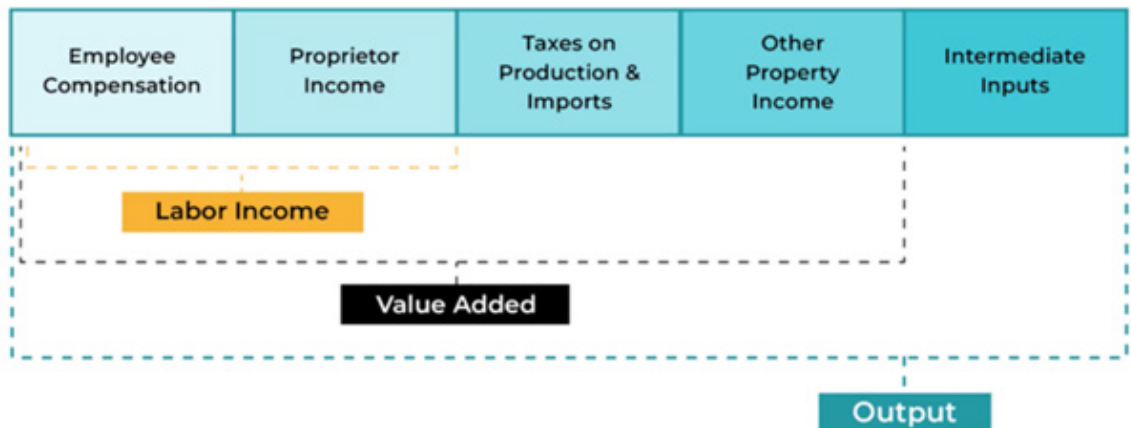 Employee
Compensation
Proprietor
Income
Taxes on
Production &
Imports
Other
Property
Income
Intermediate
Inputs
Labor Income
Value Added
Output